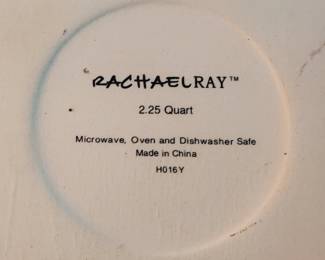 RACHAELRAY™
2.25 Quart
Microwave, Oven and Dishwasher Safe
Made in China
H016Y